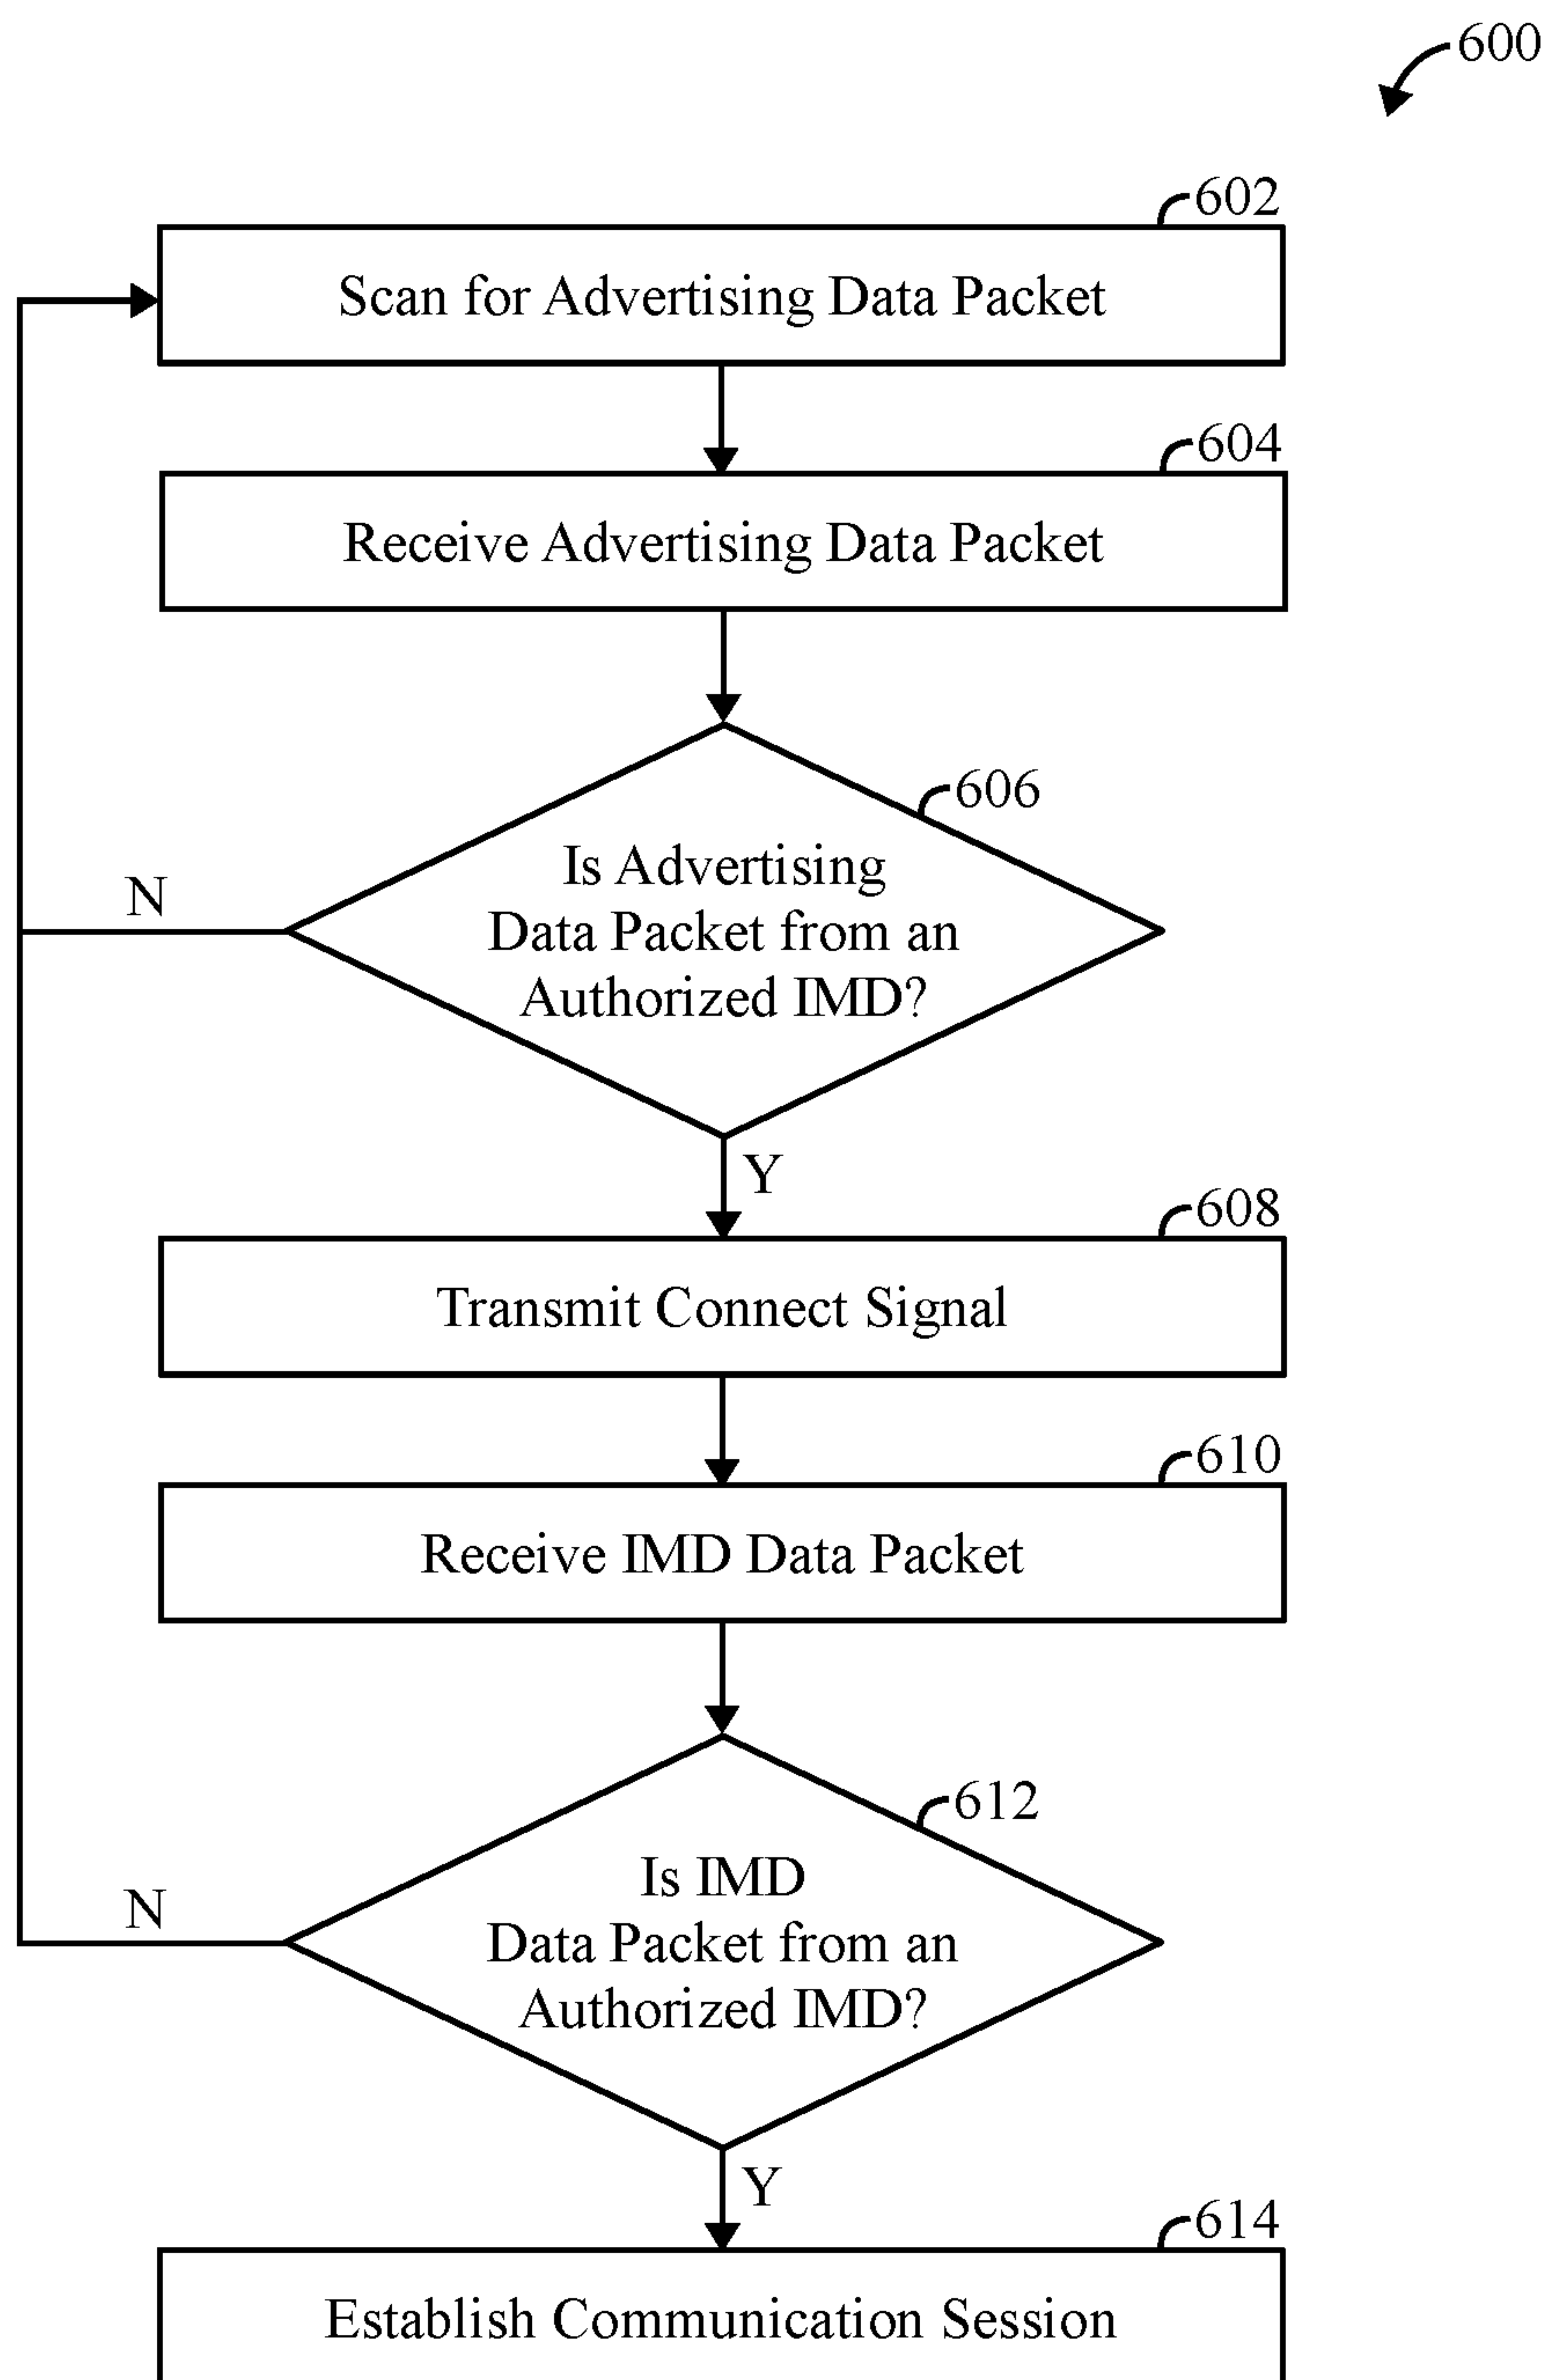 600
602
Scan for Advertising Data Packet
604
Receive Advertising Data Packet
606
Is Advertising
Data Packet from an
Authorized IMD?
N
Y
608
Transmit Connect Signal
610
Receive IMD Data Packet
612
Is IMD
Data Packet from an
Authorized IMD?
N
Y
614
Establish Communication Session